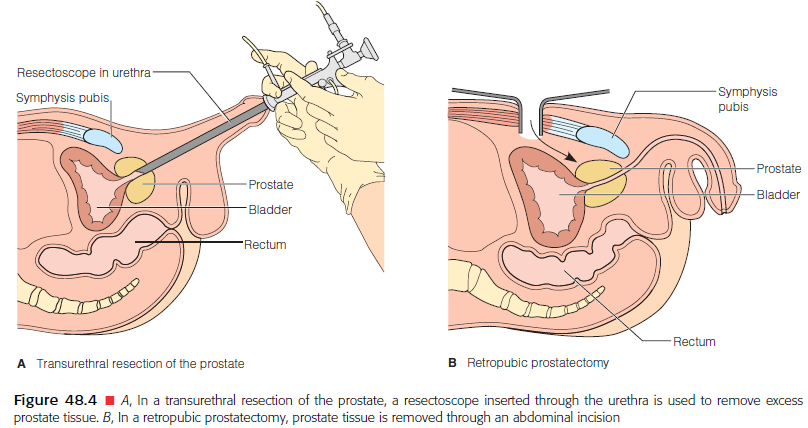 Resectoscope in urethra
Symphysis pubis
Prostate
Bladder
Rectum
A Transurethral resection of the prostate
Symphysis
pubis
Prostate
Bladder
Rectum
B Retropubic prostatectomy
Figure 48.4 ■ A, In a transurethral resection of the prostate, a resectoscope inserted through the urethra is used to remove excess
prostate tissue. B, In a retropubic prostatectomy, prostate tissue is removed through an abdominal incision